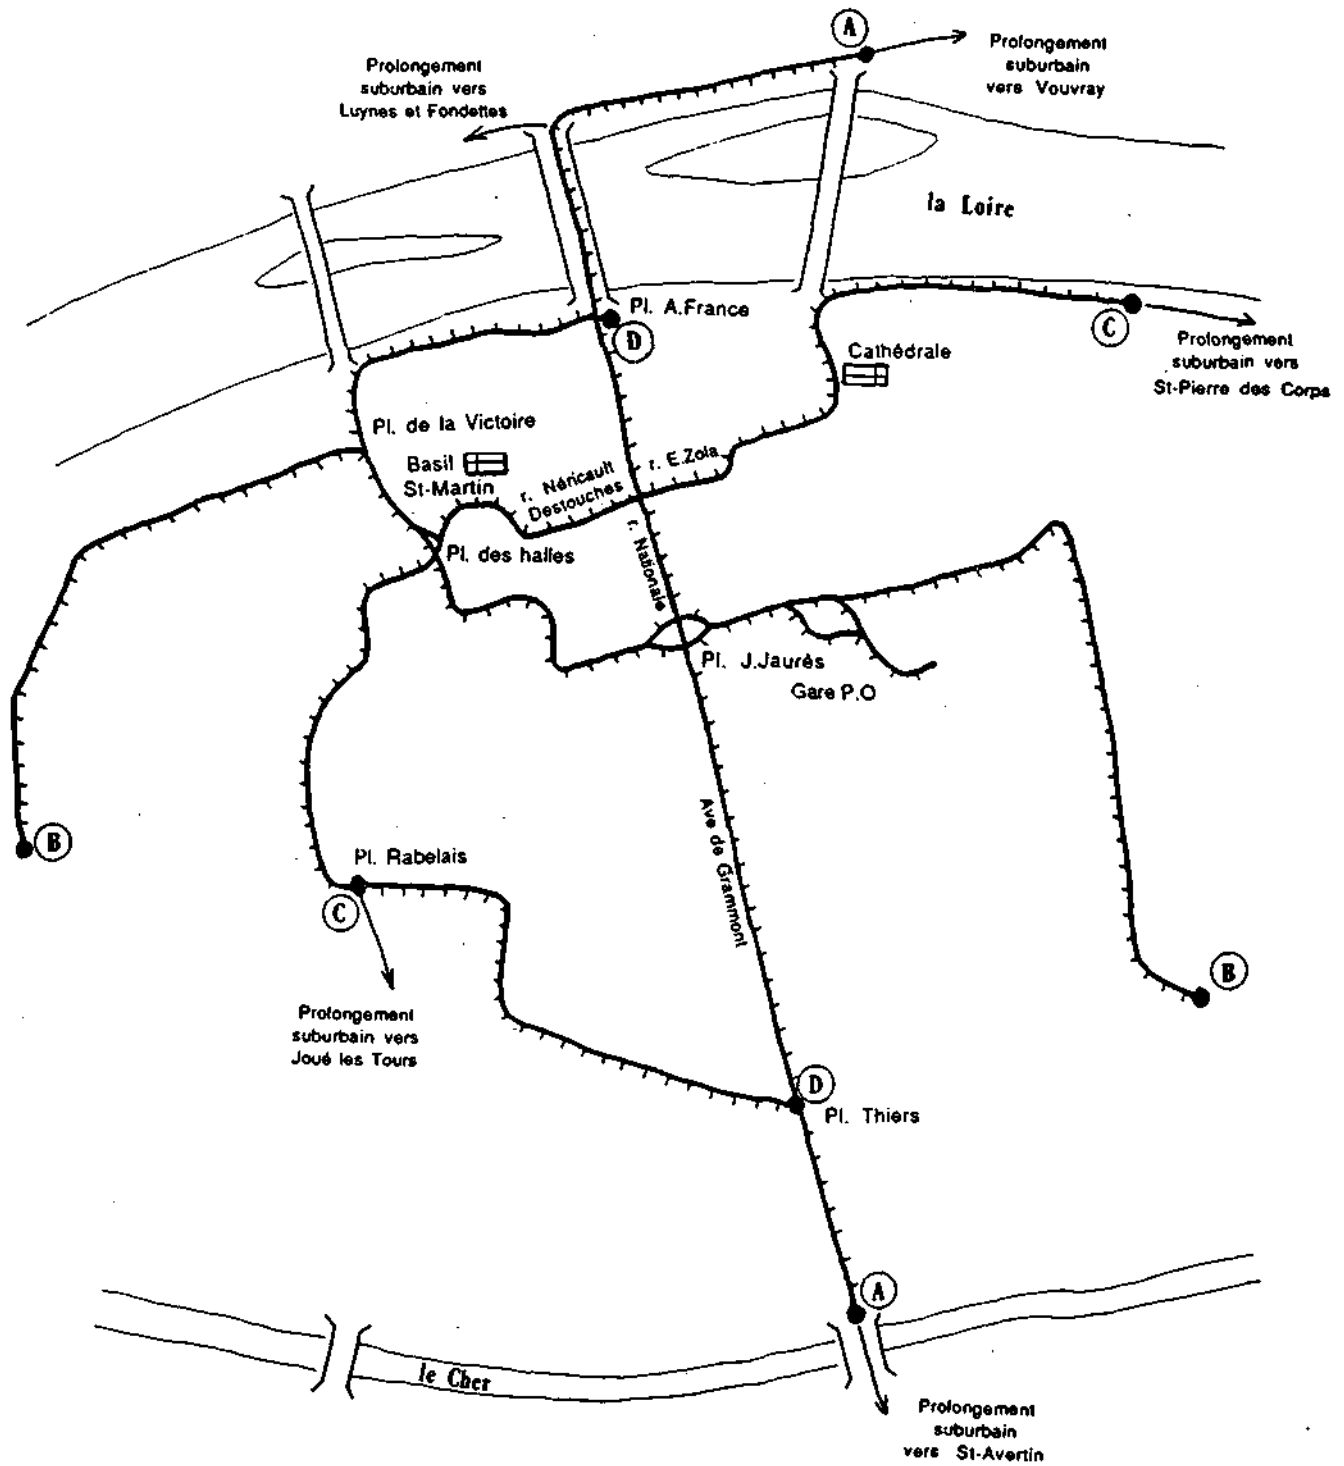 A
Prolongement
suburbain
vers Vouvray
Prolongement
suburbain vers
Luynes et Fondettes
la Loire
Pl. A.France
D
C
Prolongement
suburbain vers
St-Pierre des Corps
Cathédrale
Pl. de la Victoire
Basil
St-Martin
r. Néricault
Destouches
r. E.Zola
r. Nationale
Pl. des halles
Pl. J.Jaurés
Gare P.O
B
Ave de Grammont
Pl. Rabelais
C
B
Prolongement
suburbain vers
Joué les Tours
D
Pl. Thiers
A
le Cher
Prolongement
suburbain
vers St-Avertin